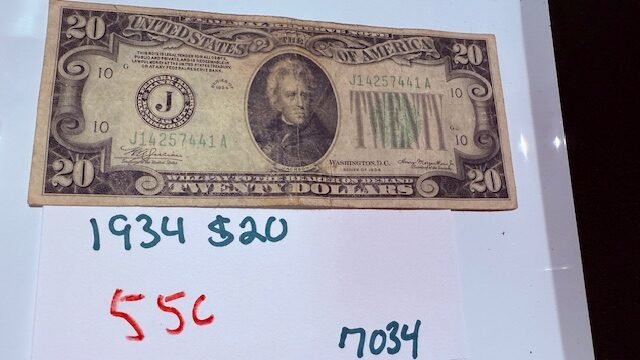 20 UNITED STATES THE OF AMERICA 20
THIS NOTE IS LEGAL TENDER FOR ALL DEBTS,
PUBLIC AND PRIVATE, AND IS REDEEMABLE IN
LAWFUL MONEY AT THE UNITED STATES TREASURY,
OR AT ANY FEDERAL RESERVE BANK.
G
10
J14257441A
10
J
10
J14257441A
G
10
WASHINGTON, D.C.
SERIES OF 1934
20 WILL PAY TO THE BEARER ON DEMAND 20
TWENTY DOLLARS
1934 $20
55C
7034